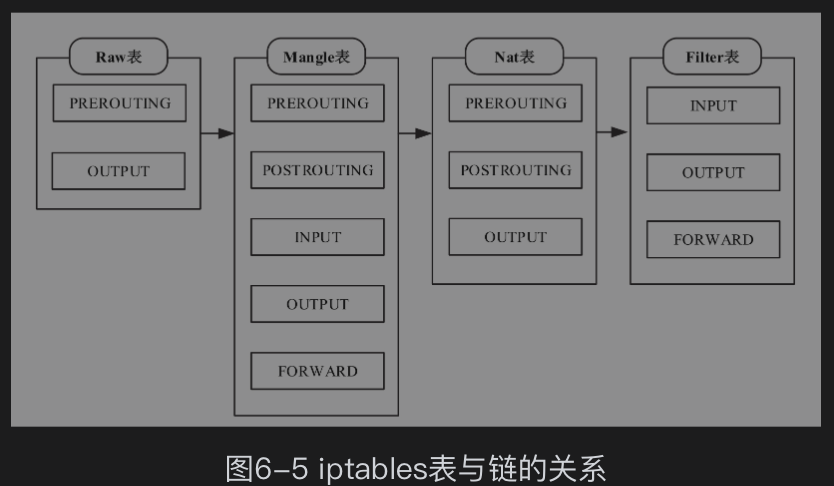 Raw表
PREROUTING
OUTPUT
Mangle表
PREROUTING
POSTROUTING
INPUT
OUTPUT
FORWARD
Nat表
PREROUTING
POSTROUTING
OUTPUT
Filter表
INPUT
OUTPUT
FORWARD
图6-5 iptables表与链的关系